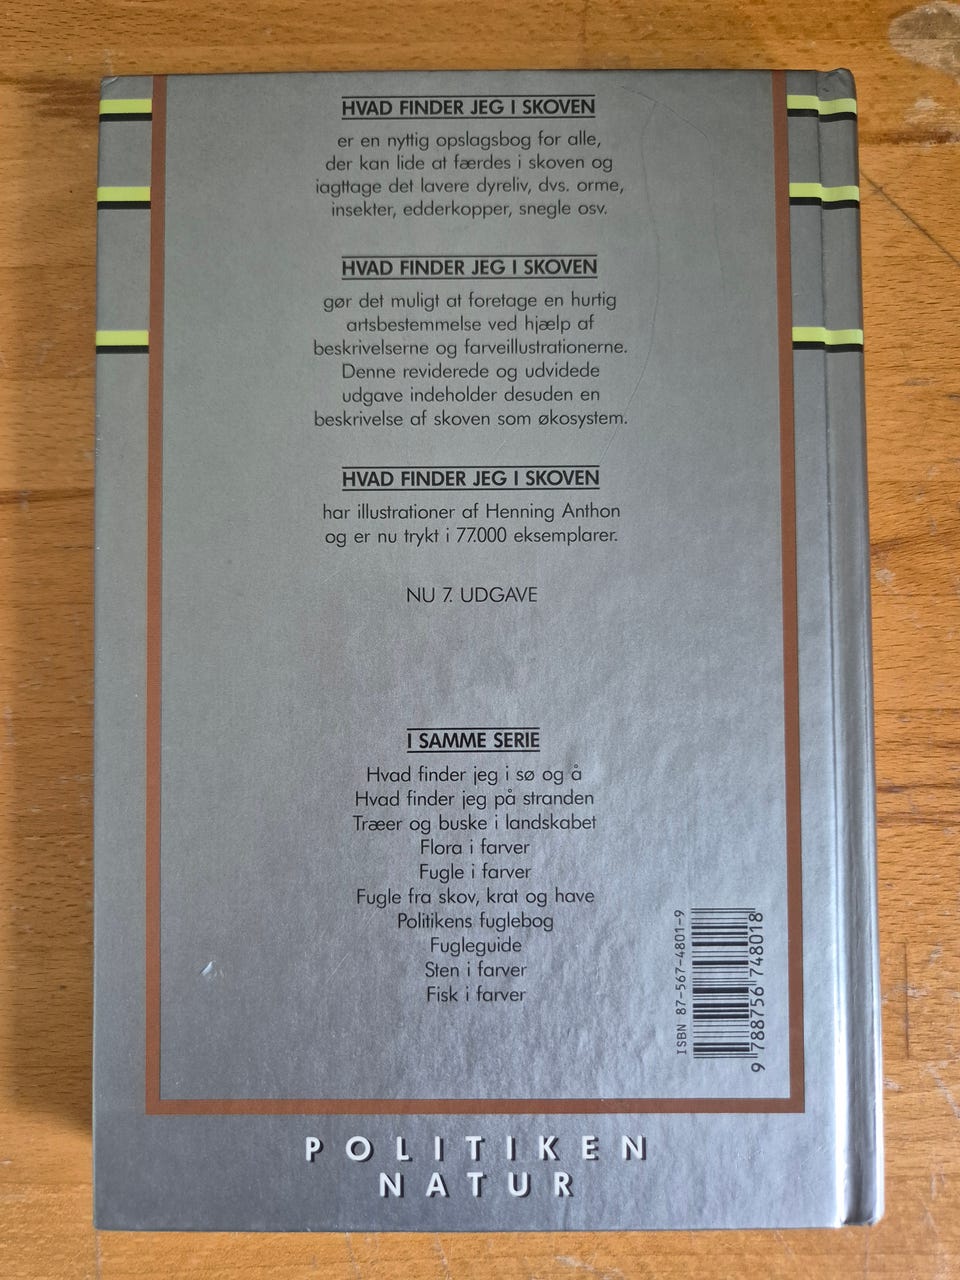 HVAD FINDER JEG I SKOVEN
er en nyttig opslagsbog for alle,
der kan lide at færdes i skoven og
iagttage det lavere dyreliv, dvs. orme,
insekter, edderkopper, snegle osv.
HVAD FINDER JEG I SKOVEN
gør det muligt at foretage en hurtig
artsbestemmelse ved hjælp af
beskrivelserne og farveillustrationerne.
Denne reviderede og udvidede
udgave indeholder desuden en
beskrivelse af skoven som økosystem.
HVAD FINDER JEG I SKOVEN
har illustrationer af Henning Anthon
og er nu trykt i 77.000 eksemplarer.
NU 7. UDGAVE
I SAMME SERIE
Hvad finder jeg i sø og å
Hvad finder jeg på stranden
Træer og buske i landskabet
Flora i farver
Fugle i farver
Fugle fra skov, krat og have
Politikens fuglebog
Fugleguide
Sten i farver
Fisk i farver
ISBN 87-567-4801-9
9 788756 748018
POLITIKEN
NATUR